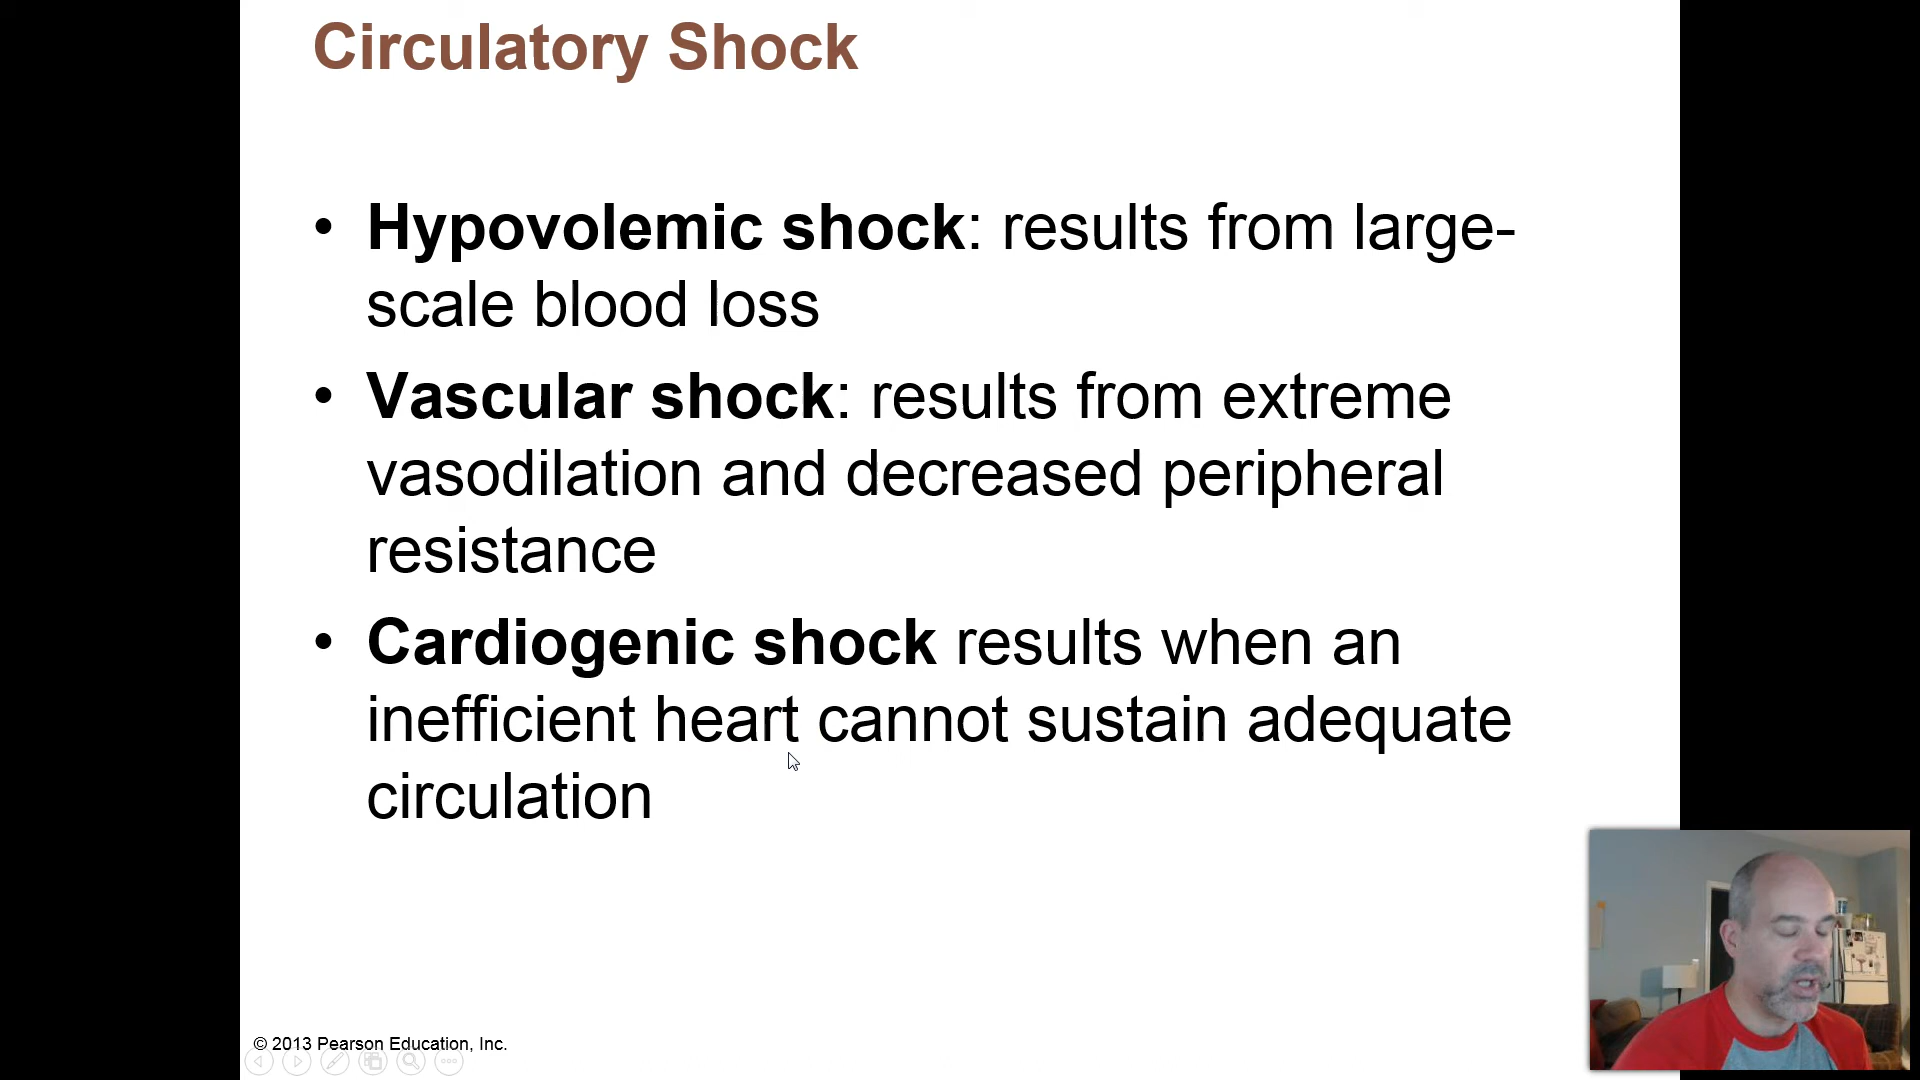 Circulatory Shock
• Hypovolemic shock: results from large-
scale blood loss
• Vascular shock: results from extreme
vasodilation and decreased peripheral
resistance
• Cardiogenic shock results when an
inefficient heart cannot sustain adequate
circulation
© 2013 Pearson Education, Inc.